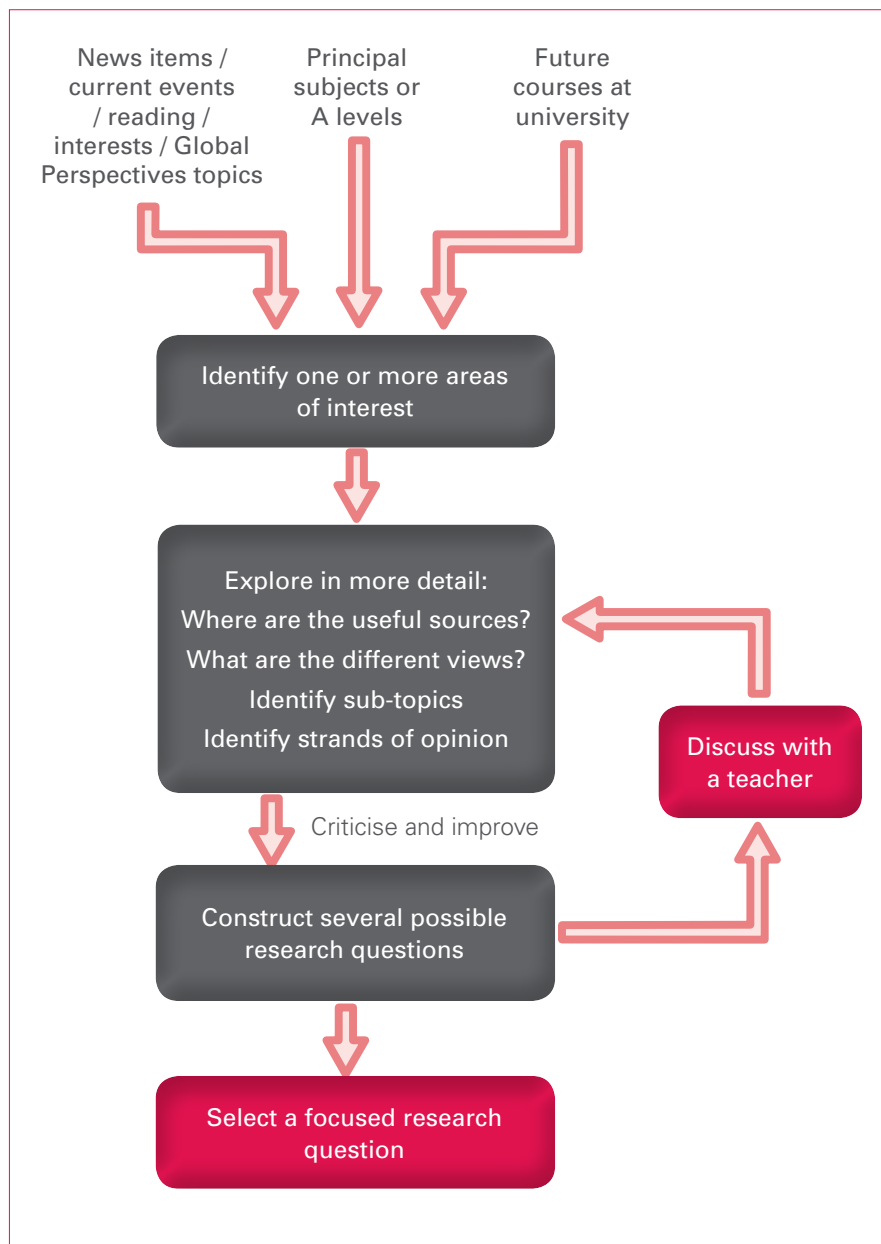 News items /
current events
/ reading /
interests / Global
Perspectives topics
Principal
subjects or
A levels
Future
courses at
university
Identify one or more areas
of interest
Explore in more detail:
Where are the useful sources?
What are the different views?
Identify sub-topics
Identify strands of opinion
Discuss with
a teacher
Criticise and improve
Construct several possible
research questions
Select a focused research
question